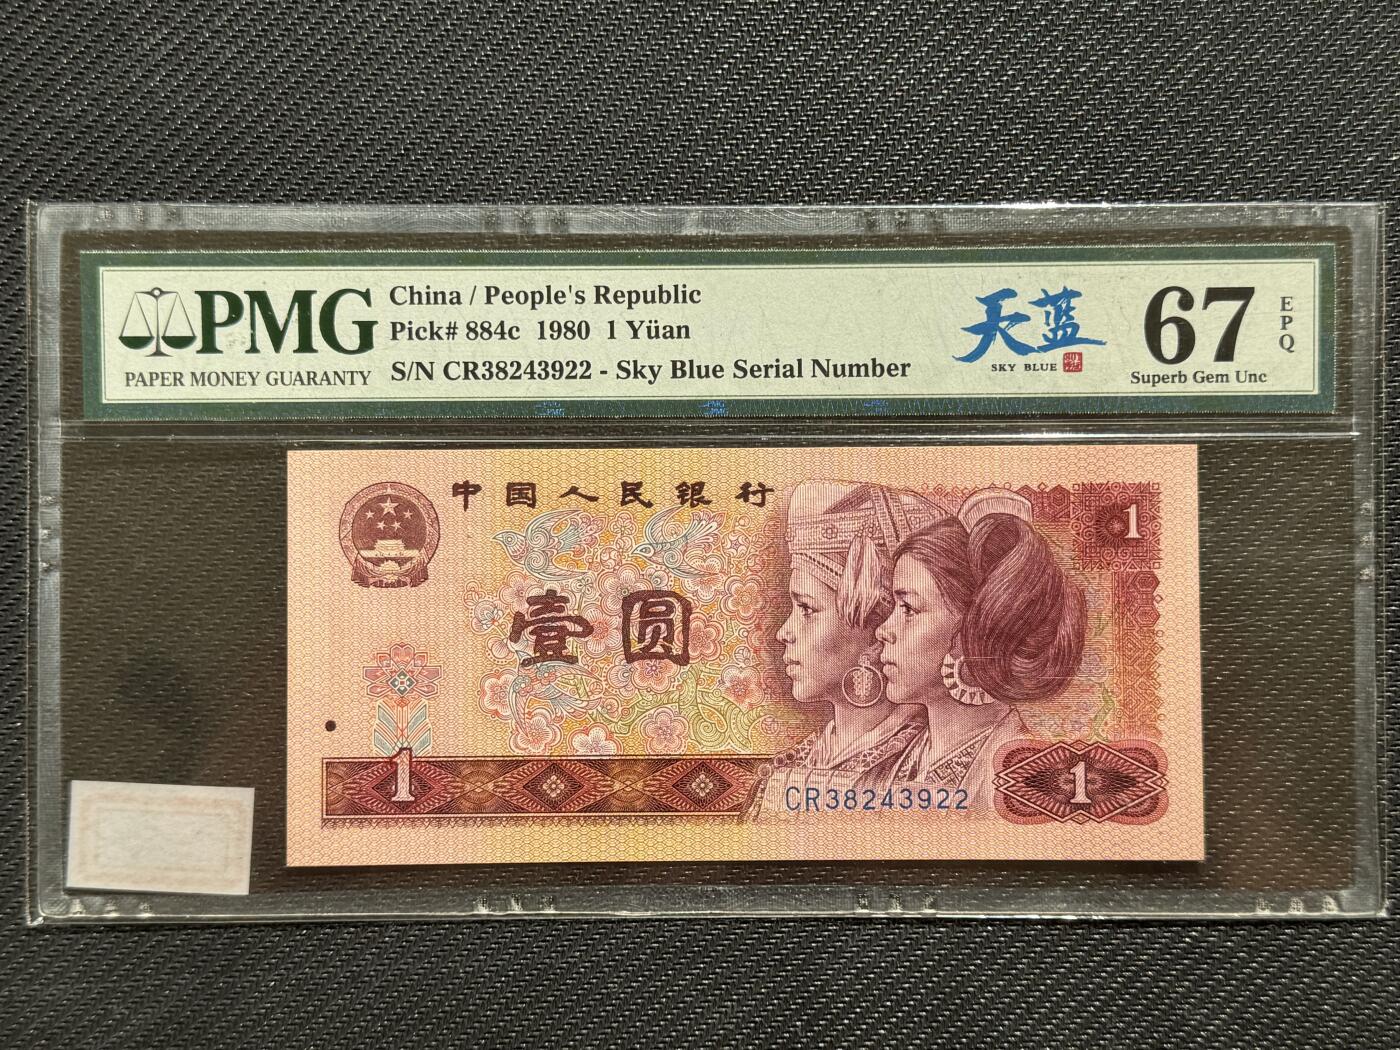 PMG
PAPER MONEY GUARANTY
China / People's Republic
Pick# 884c 1980 1 Yüan
S/N CR38243922 - Sky Blue Serial Number
天蓝
SKY BLUE
67
EPQ
Superb Gem Unc
中国人民银行
1
壹圆
1
CR38243922
1